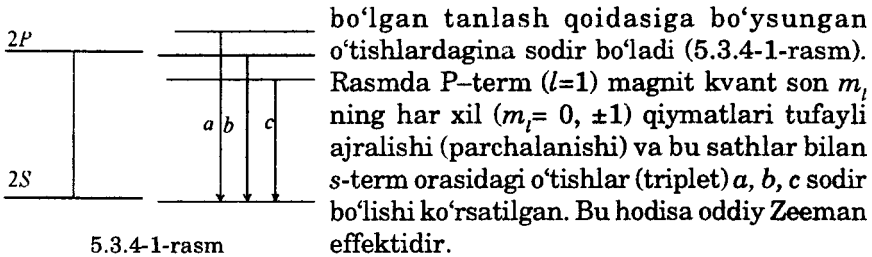 2P
2S
a b c
5.3.4-1-rasm
bo‘lgan tanlash qoidasiga bo‘ysungan
o‘tishlardagina sodir bo‘ladi (5.3.4-1-rasm).
Rasmda P–term (l=1) magnit kvant son mₗ
ning har xil (mₗ= 0, ±1) qiymatlari tufayli
ajralishi (parchalanishi) va bu sathlar bilan
s-term orasidagi o‘tishlar (triplet) a, b, c sodir
bo‘lishi ko‘rsatilgan. Bu hodisa oddiy Zeeman
effektidir.